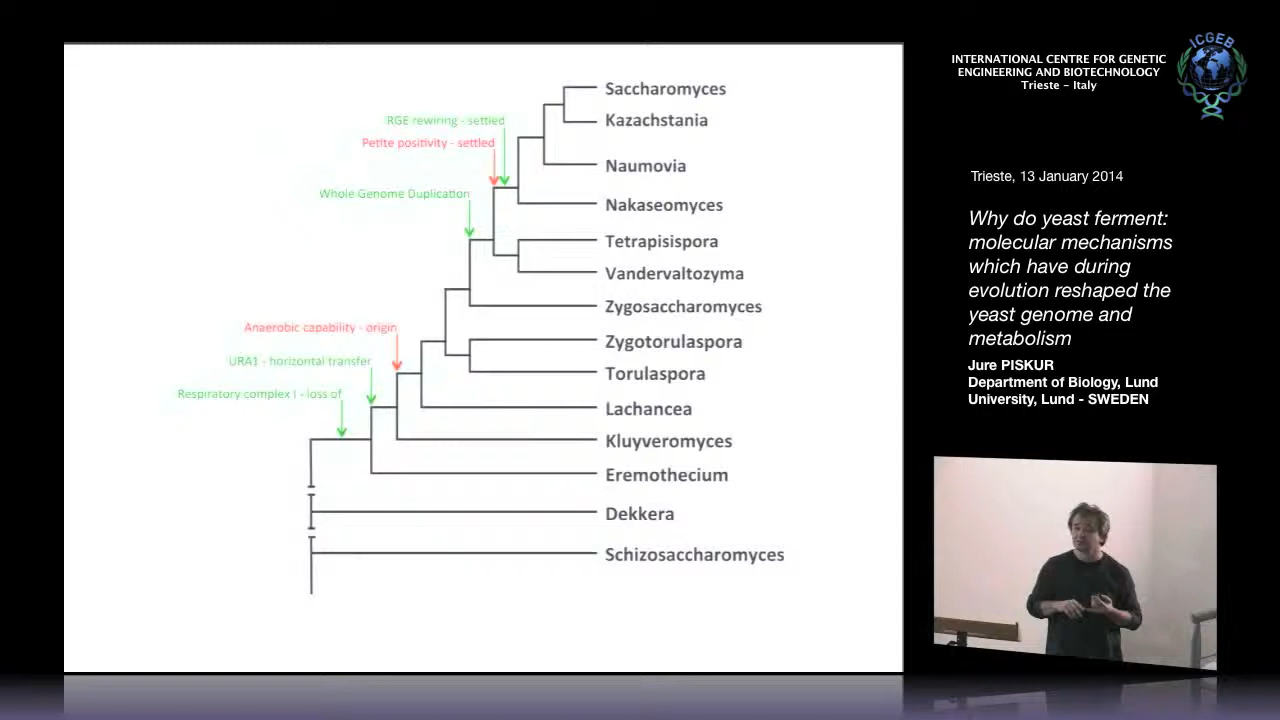 Saccharomyces
RGE rewiring - settled
Kazachstania
Petite positivity - settled
Naumovia
Whole Genome Duplication
Nakaseomyces
Tetrapisispora
Vandervaltozyma
Zygosaccharomyces
Anaerobic capability - origin
Zygotorulaspora
URA1 - horizontal transfer
Torulaspora
Respiratory complex I - loss of
Lachancea
Kluyveromyces
Eremothecium
Dekkera
Schizosaccharomyces
INTERNATIONAL CENTRE FOR GENETIC
ENGINEERING AND BIOTECHNOLOGY
Trieste - Italy
ICGEB
Trieste, 13 January 2014
Why do yeast ferment:
molecular mechanisms
which have during
evolution reshaped the
yeast genome and
metabolism
Jure PISKUR
Department of Biology, Lund
University, Lund - SWEDEN